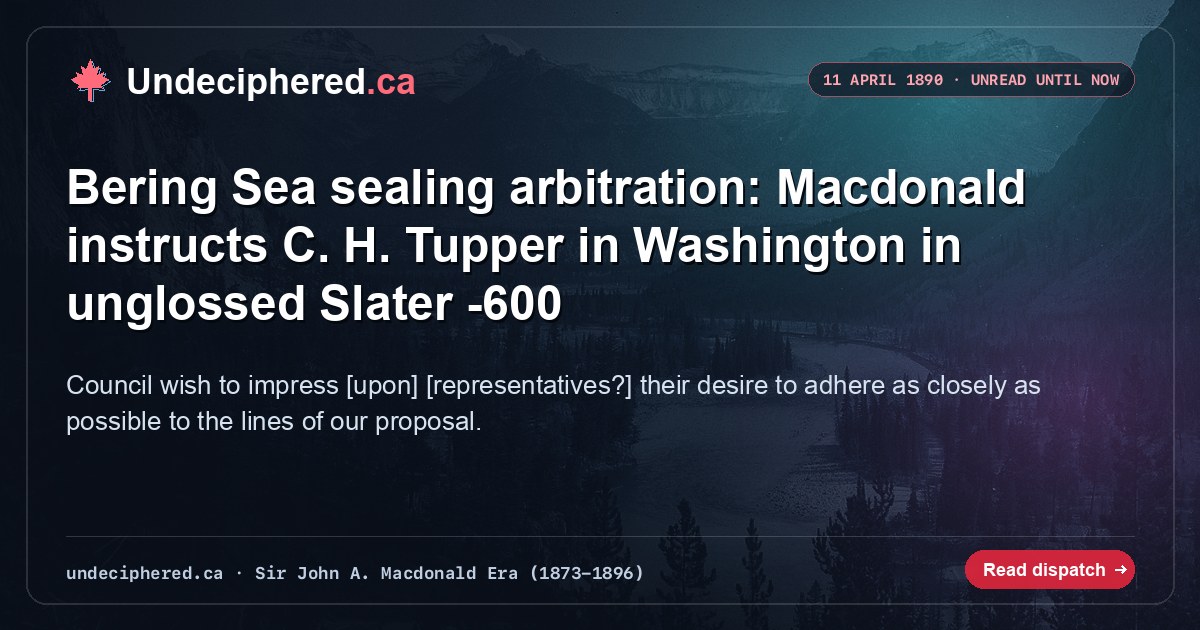 Undeciphered.ca
11 APRIL 1890 · UNREAD UNTIL NOW
Bering Sea sealing arbitration: Macdonald
instructs C. H. Tupper in Washington in
unglossed Slater -600
Council wish to impress [upon] [representatives?] their desire to adhere as closely as
possible to the lines of our proposal.
undeciphered.ca · Sir John A. Macdonald Era (1873–1896)
Read dispatch →